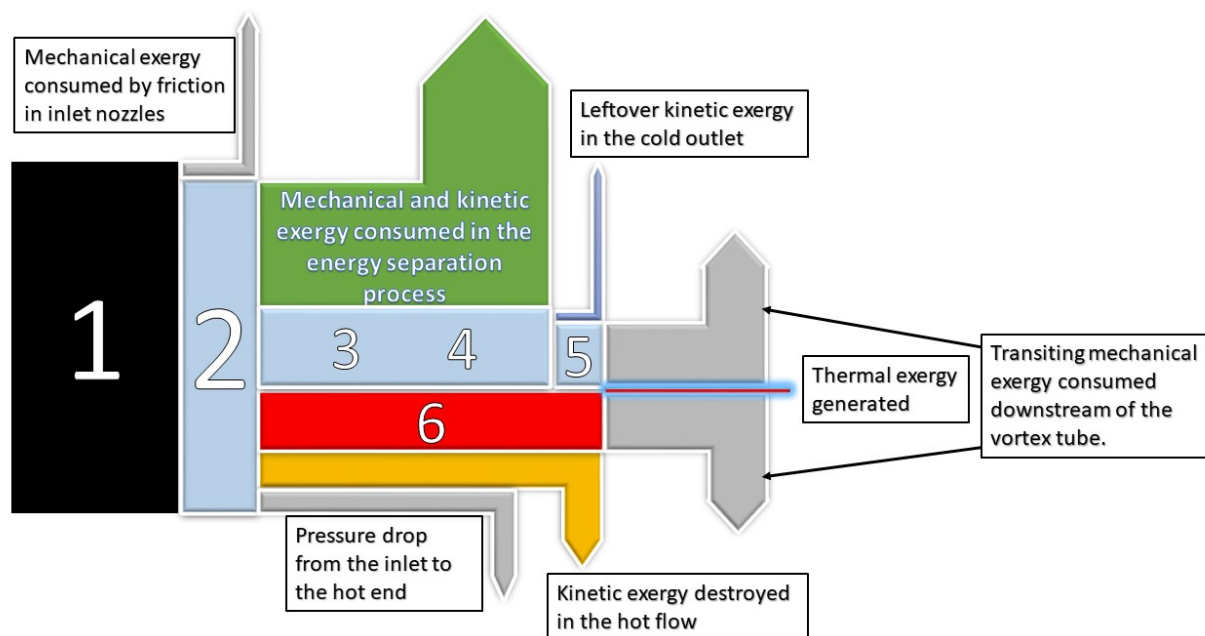 Mechanical exergy
consumed by friction
in inlet nozzles
Leftover kinetic exergy
in the cold outlet
Mechanical and kinetic
exergy consumed in the
energy separation
process
1
2
3
4
5
6
Thermal exergy
generated
Transiting mechanical
exergy consumed
downstream of the
vortex tube.
Pressure drop
from the inlet to
the hot end
Kinetic exergy destroyed
in the hot flow